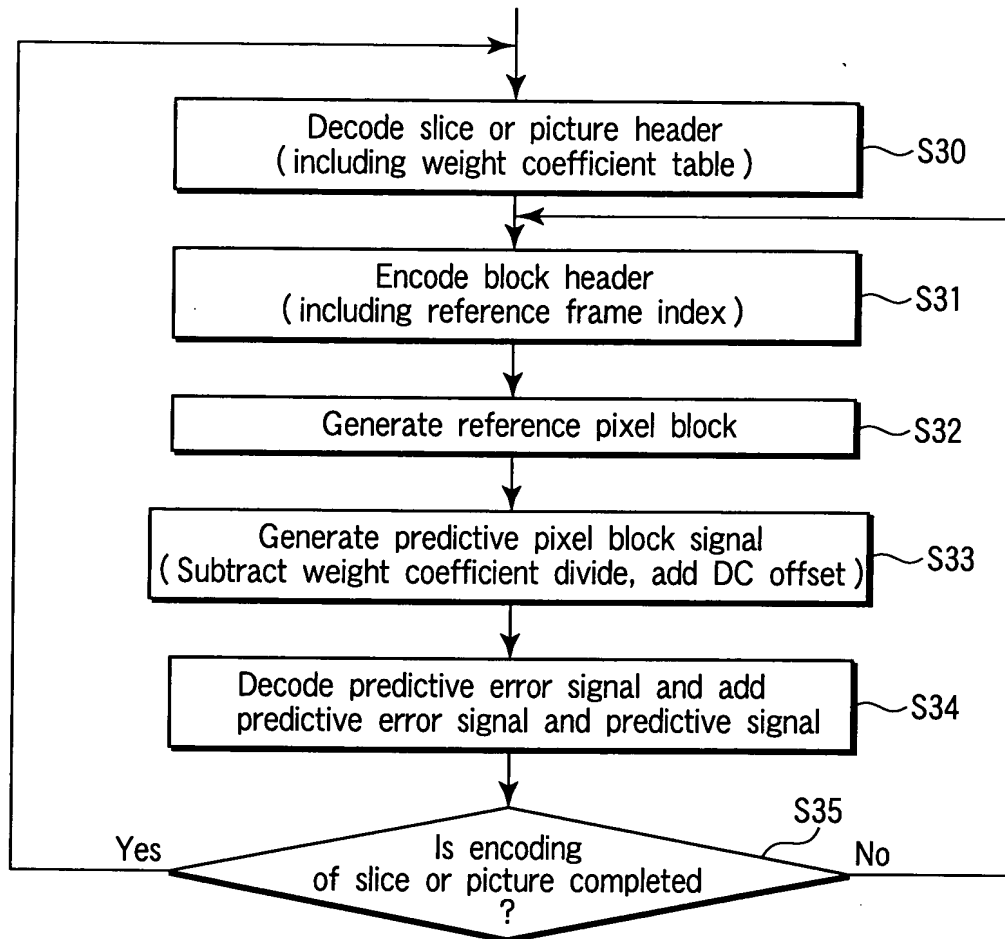 Decode slice or picture header
(including weight coefficient table)
S30
Encode block header
(including reference frame index)
S31
Generate reference pixel block
S32
Generate predictive pixel block signal
(Subtract weight coefficient divide, add DC offset)
S33
Decode predictive error signal and add
predictive error signal and predictive signal
S34
S35
Yes
Is encoding
of slice or picture completed
?
No